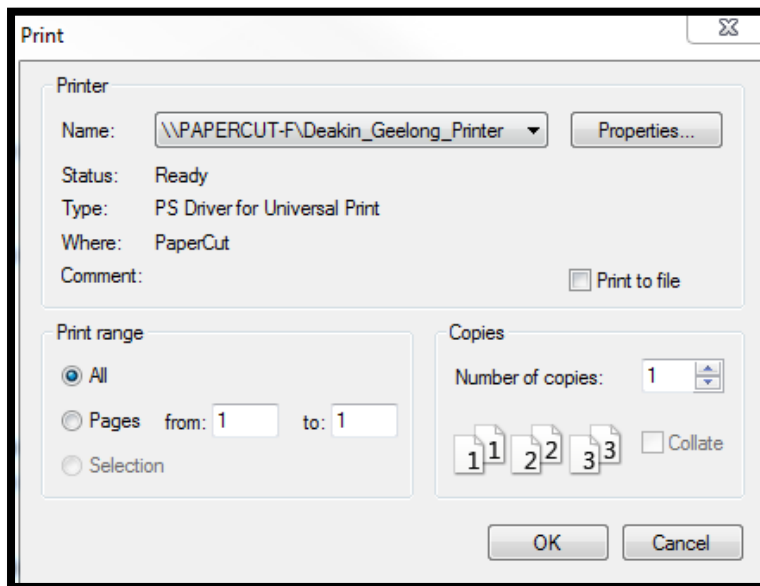 Print
Printer
Name: \\PAPERCUT-F\Deakin_Geelong_Printer Properties...
Status: Ready
Type: PS Driver for Universal Print
Where: PaperCut
Comment: Print to file
Print range
All
Pages from: 1 to: 1
Selection
Copies
Number of copies: 1
1 1 2 2 3 3 Collate
OK Cancel